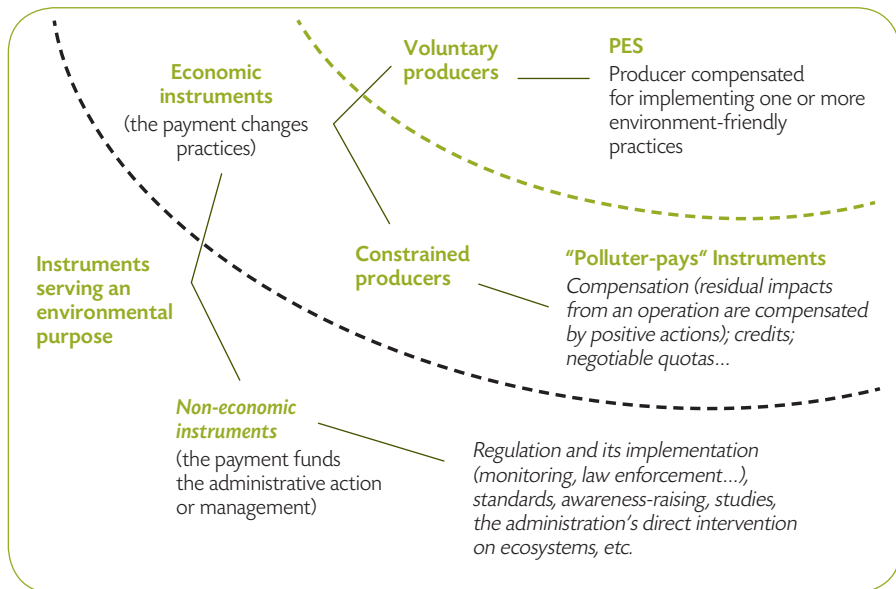 Economic
instruments
(the payment changes
practices)
Voluntary
producers
PES
Producer compensated
for implementing one or more
environment-friendly
practices
Instruments
serving an
environmental
purpose
Constrained
producers
"Polluter-pays" Instruments
Compensation (residual impacts
from an operation are compensated
by positive actions); credits;
negotiable quotas...
Non-economic
instruments
(the payment funds
the administrative action
or management)
Regulation and its implementation
(monitoring, law enforcement...),
standards, awareness-raising, studies,
the administration's direct intervention
on ecosystems, etc.